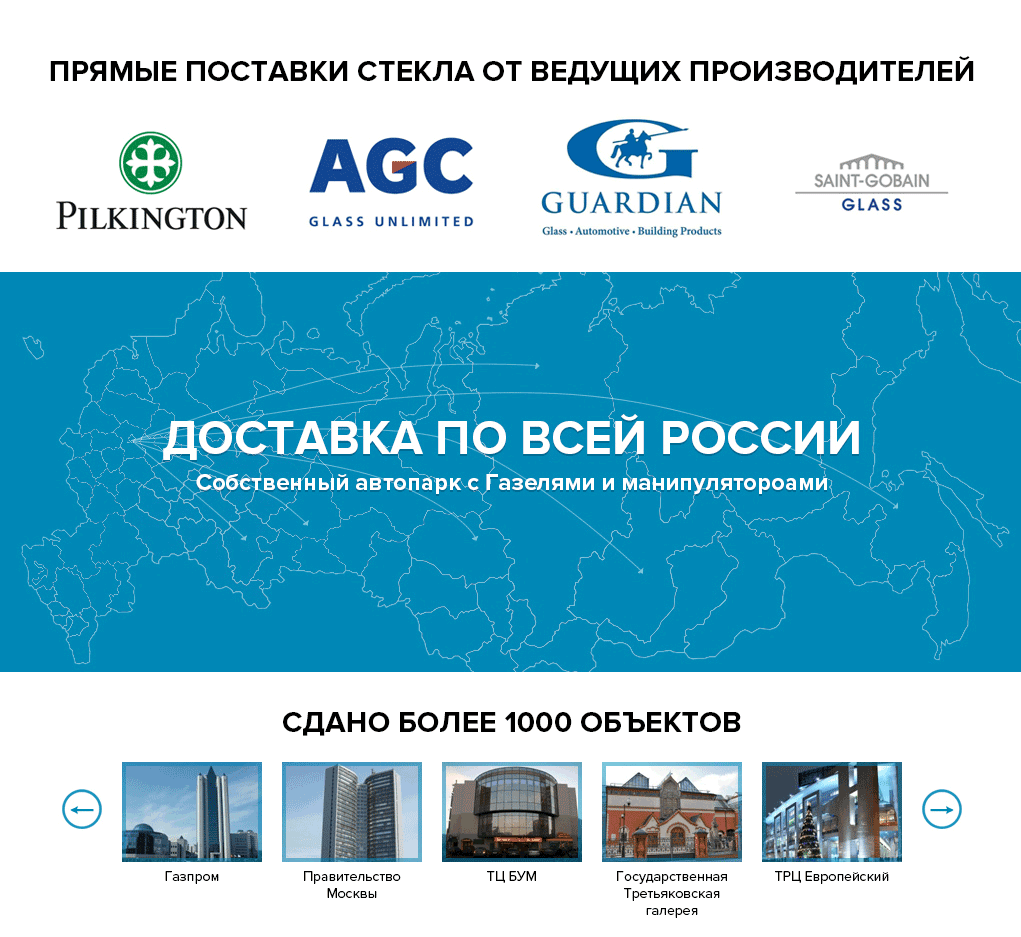 ПРЯМЫЕ ПОСТАВКИ СТЕКЛА ОТ ВЕДУЩИХ ПРОИЗВОДИТЕЛЕЙ
PILKINGTON
AGC
GLASS UNLIMITED
G
GUARDIAN
Glass • Automotive • Building Products
SAINT-GOBAIN
GLASS
ДОСТАВКА ПО ВСЕЙ РОССИИ
Собственный автопарк с Газелями и манипулятороами
СДАНО БОЛЕЕ 1000 ОБЪЕКТОВ
Газпром
Правительство
Москвы
ТЦ БУМ
Государственная
Третьяковская
галерея
ТРЦ Европейский